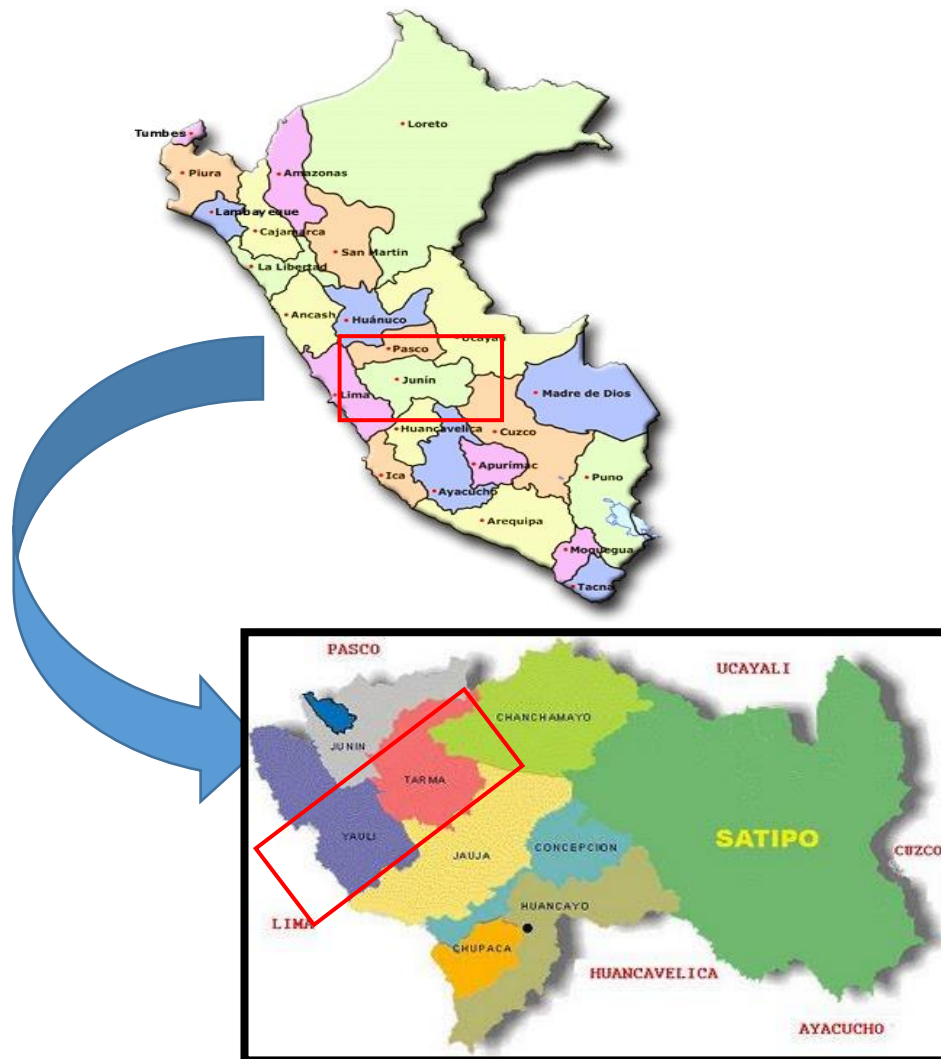 Loreto
Tumbes
Piura
Amazonas
Lambayeque
Cajamarca
San Martín
La Libertad
Ancash
Huánuco
Ucayali
Pasco
Junín
Lima
Madre de Dios
Huancavelica
Cuzco
Ica
Apurímac
Puno
Ayacucho
Arequipa
Moquegua
Tacna
PASCO
UCAYALI
CHANCHAMAYO
JUNIN
TARMA
YAULI
SATIPO
JAUJA
CONCEPCION
CUZCO
HUANCAYO
LIMA
CHUPACA
HUANCAVELICA
AYACUCHO